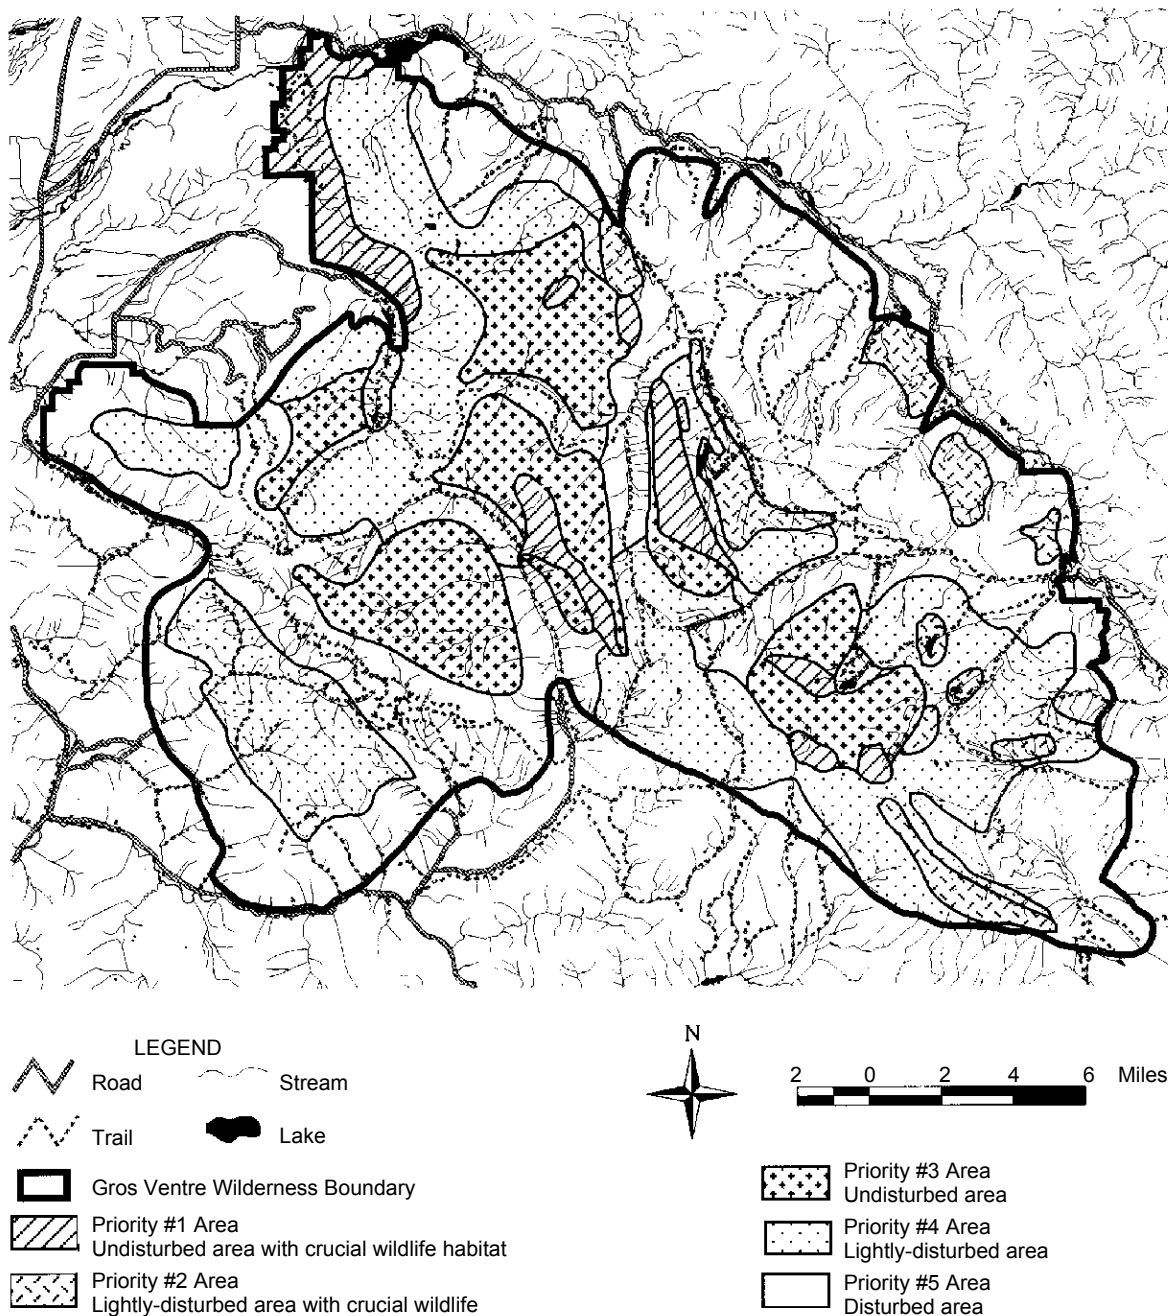 LEGEND
Road
Stream
Trail
Lake
Gros Ventre Wilderness Boundary
Priority #1 Area
Undisturbed area with crucial wildlife habitat
Priority #2 Area
Lightly-disturbed area with crucial wildlife
N
2 0 2 4 6 Miles
Priority #3 Area
Undisturbed area
Priority #4 Area
Lightly-disturbed area
Priority #5 Area
Disturbed area